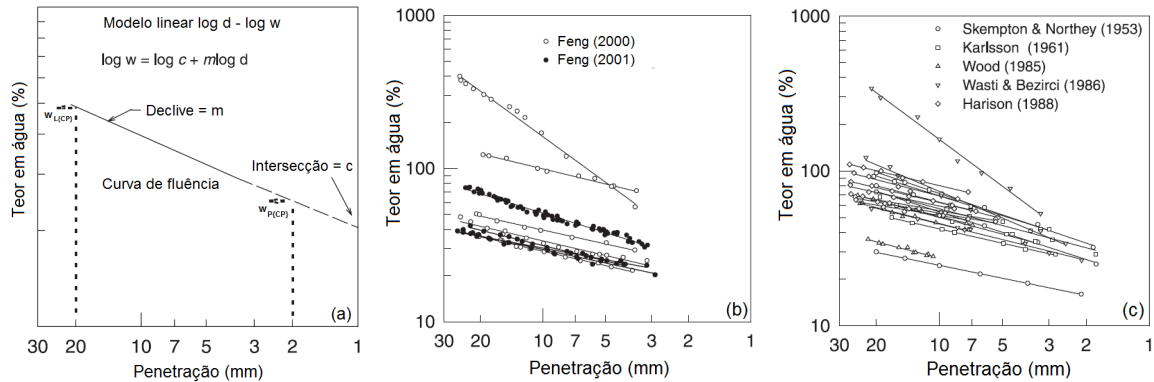 Modelo linear log d - log w
log w = log c + m log d
Declive = m
w L(CP)
Intersecção = c
Curva de fluência
w P(CP)
(a)
Teor em água (%)
30 20 10 7 5 3 2 1
Penetração (mm)
1000
Feng (2000)
Feng (2001)
Teor em água (%)
100
10
(b)
30 20 10 7 5 3 2 1
Penetração (mm)
1000
Skempton & Northey (1953)
Karlsson (1961)
Wood (1985)
Wasti & Bezirci (1986)
Harison (1988)
Teor em água (%)
100
10
(c)
30 20 10 7 5 3 2 1
Penetração (mm)